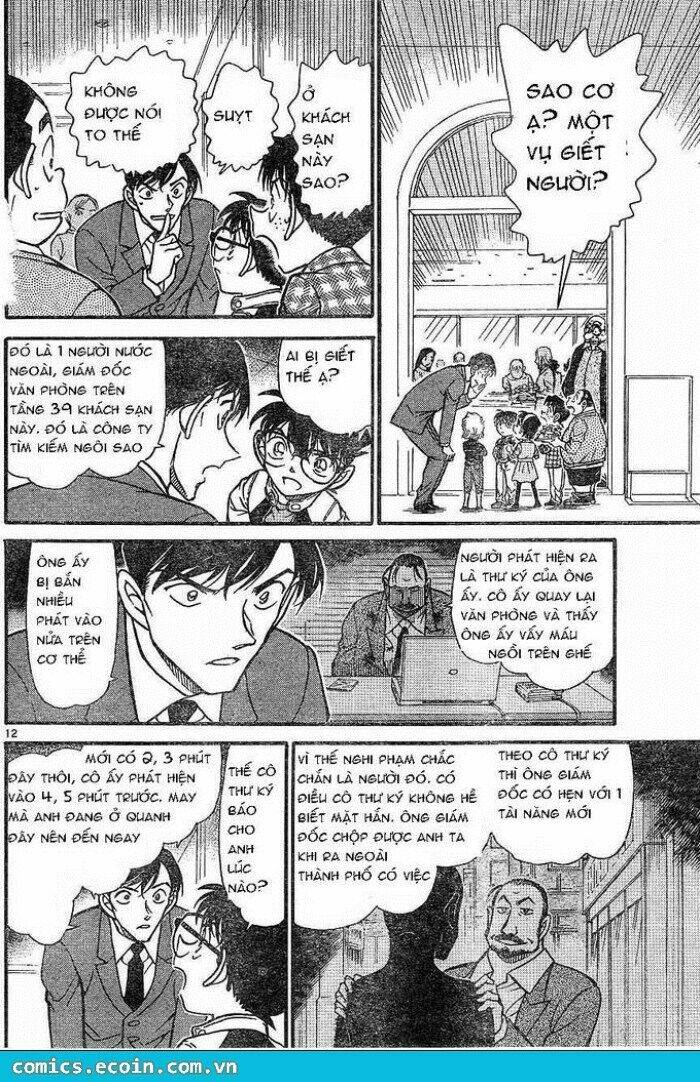 SAO CƠ
Ạ? MỘT
VỤ GIẾT
NGƯỜI?
Ở
KHÁCH
SẠN
NÀY
SAO?
SUỴT
KHÔNG
ĐƯỢC NÓI
TO THẾ
AI BỊ GIẾT
THẾ Ạ?
ĐÓ LÀ 1 NGƯỜI NƯỚC
NGOÀI, GIÁM ĐỐC
VĂN PHÒNG TRÊN
TẦNG 39 KHÁCH SẠN
NÀY. ĐÓ LÀ CÔNG TY
TÌM KIẾM NGÔI SAO
NGƯỜI PHÁT HIỆN RA
LÀ THƯ KÝ CỦA ÔNG
ẤY. CÔ ẤY QUAY LẠI
VĂN PHÒNG VÀ THẤY
ÔNG ẤY VẤY MÁU
NGỒI TRÊN GHẾ
ÔNG ẤY
BỊ BẮN
NHIỀU
PHÁT VÀO
NỬA TRÊN
CƠ THỂ
12
THEO CÔ THƯ KÝ
THÌ ÔNG GIÁM
ĐỐC CÓ HẸN VỚI 1
TÀI NĂNG MỚI
VÌ THẾ NGHI PHẠM CHẮC
CHẮN LÀ NGƯỜI ĐÓ. CÓ
ĐIỀU CÔ THƯ KÝ KHÔNG HỀ
BIẾT MẶT HẮN. ÔNG GIÁM
ĐỐC CHỘP ĐƯỢC ANH TA
KHI RA NGOÀI
THÀNH PHỐ CÓ VIỆC
THẾ CÔ
THƯ KÝ
BÁO
CHO
ANH
LÚC
NÀO?
MỚI CÓ 2, 3 PHÚT
ĐÂY THÔI, CÔ ẤY PHÁT HIỆN
VÀO 4, 5 PHÚT TRƯỚC. MAY
MÀ ANH ĐANG Ở QUANH
ĐÂY NÊN ĐẾN NGAY
comics.ecoin.com.vn